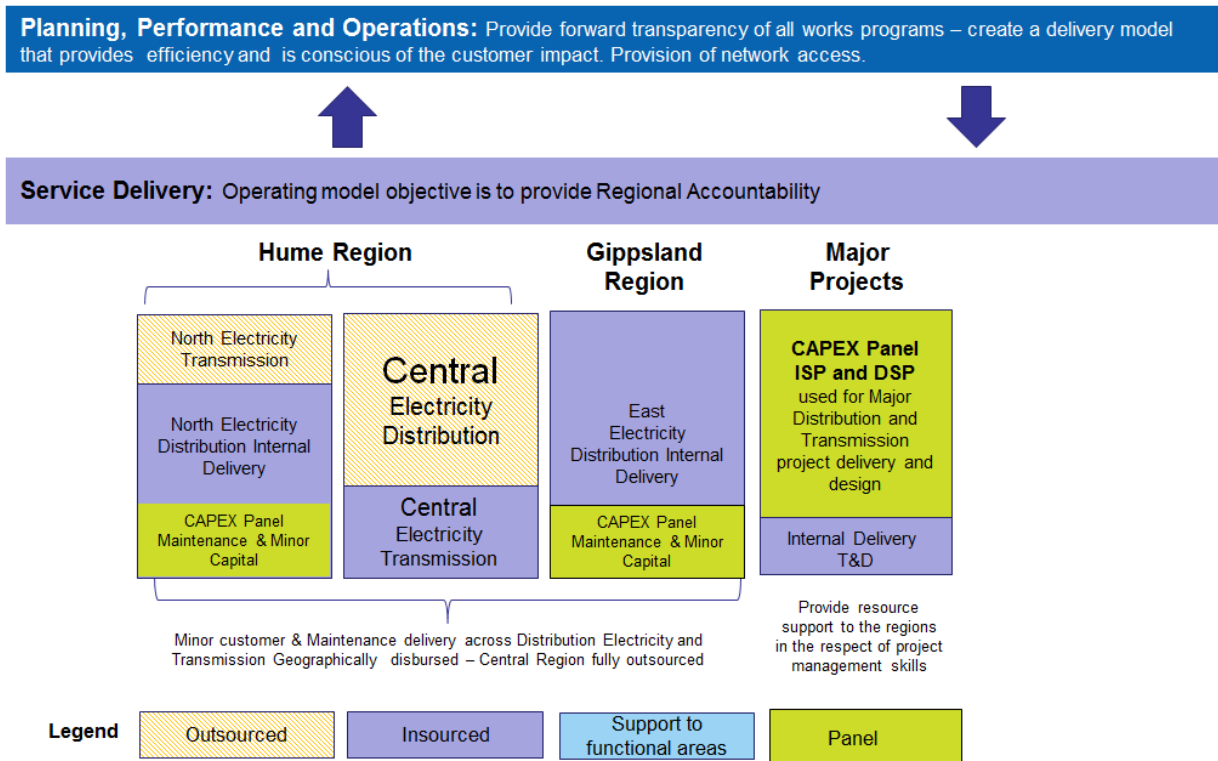 Planning, Performance and Operations: Provide forward transparency of all works programs – create a delivery model
that provides efficiency and is conscious of the customer impact. Provision of network access.
Service Delivery: Operating model objective is to provide Regional Accountability
Hume Region
Gippsland
Region
Major
Projects
North Electricity
Transmission
North Electricity
Distribution Internal
Delivery
CAPEX Panel
Maintenance & Minor
Capital
Central
Electricity
Distribution
Central
Electricity
Transmission
East
Electricity
Distribution Internal
Delivery
CAPEX Panel
Maintenance & Minor
Capital
CAPEX Panel
ISP and DSP
used for Major
Distribution and
Transmission
project delivery and
design
Internal Delivery
T&D
Minor customer & Maintenance delivery across Distribution Electricity and
Transmission Geographically disbursed – Central Region fully outsourced
Provide resource
support to the regions
in the respect of project
management skills
Legend
Outsourced
Insourced
Support to
functional areas
Panel